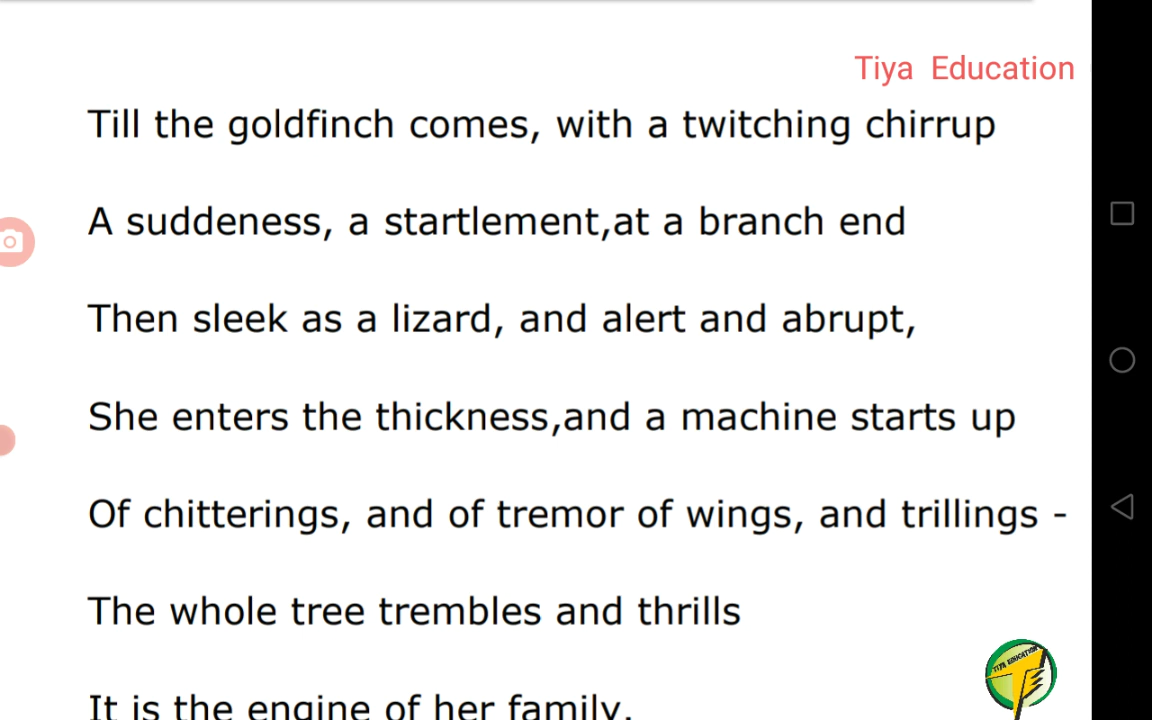 Tiya Education
Till the goldfinch comes, with a twitching chirrup
A suddeness, a startlement,at a branch end
Then sleek as a lizard, and alert and abrupt,
She enters the thickness,and a machine starts up
Of chitterings, and of tremor of wings, and trillings -
The whole tree trembles and thrills
It is the engine of her family.
TIYA EDUCATION